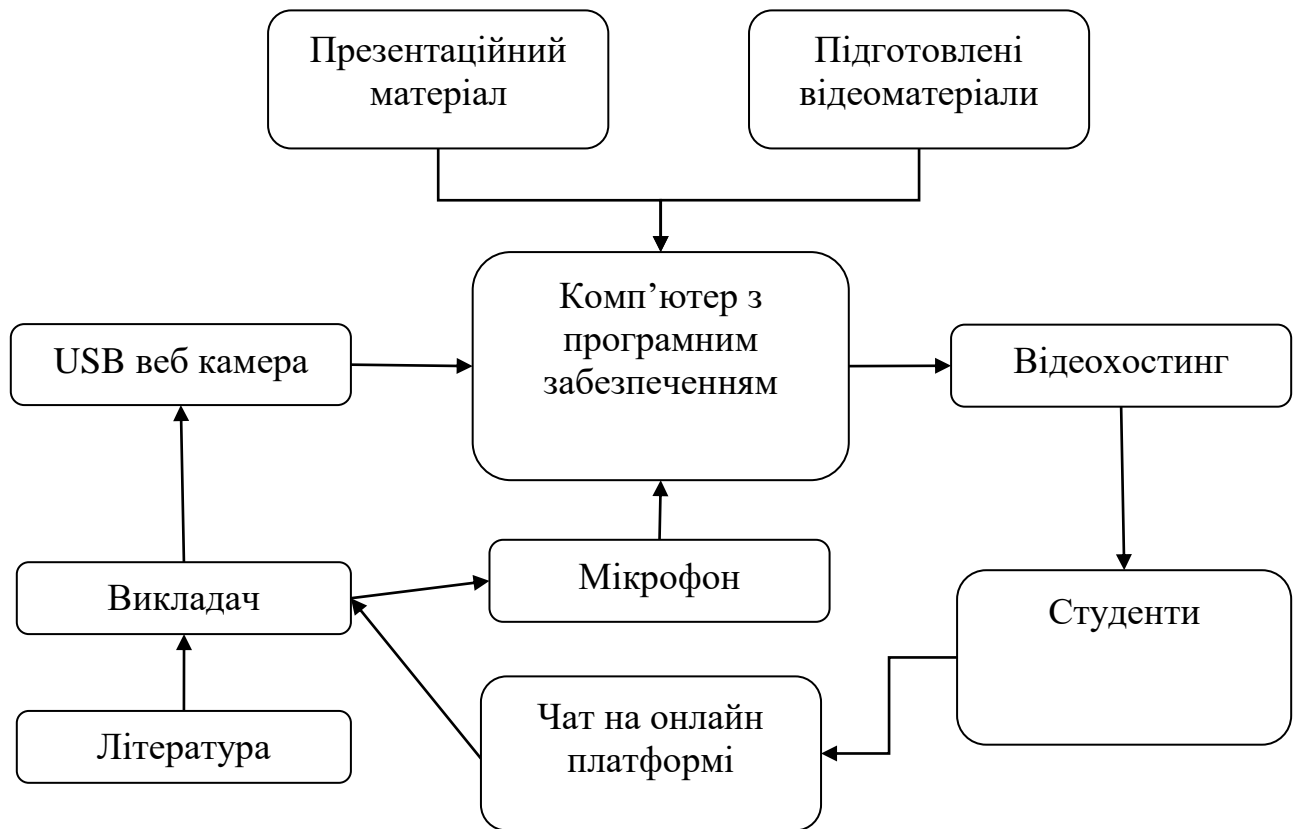 Презентаційний
матеріал
Підготовлені
відеоматеріали
Комп’ютер з
програмним
забезпеченням
USB веб камера
Відеохостинг
Викладач
Мікрофон
Студенти
Література
Чат на онлайн
платформі